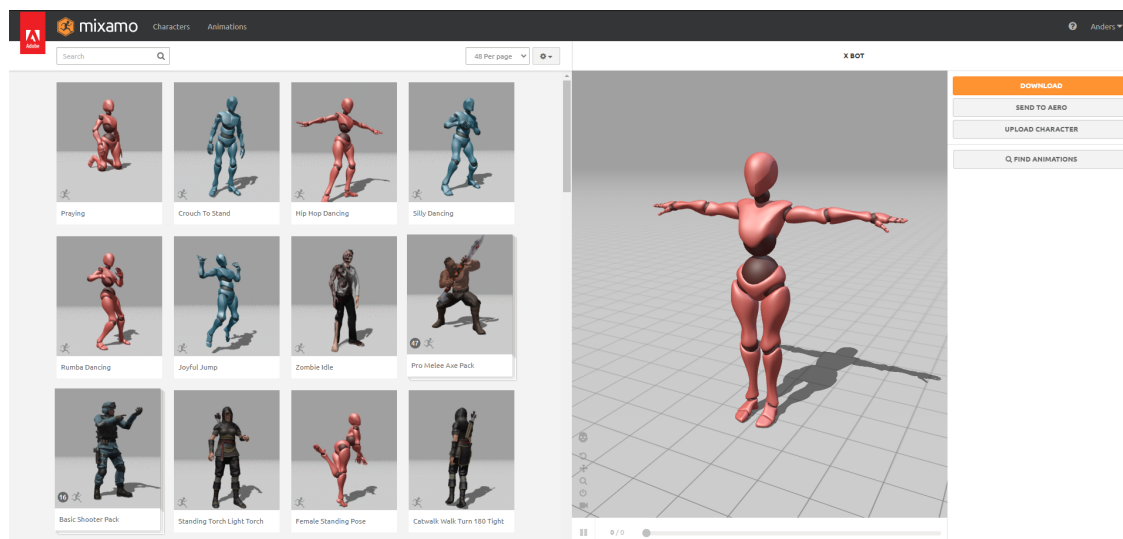 Adobe
mixamo
Characters
Animations
Anders
Search
48 Per page
X BOT
DOWNLOAD
SEND TO AERO
UPLOAD CHARACTER
FIND ANIMATIONS
Praying
Crouch To Stand
Hip Hop Dancing
Silly Dancing
Rumba Dancing
Joyful Jump
Zombie Idle
47
Pro Melee Axe Pack
16
Basic Shooter Pack
Standing Torch Light Torch
Female Standing Pose
Catwalk Walk Turn 180 Tight
0 / 0